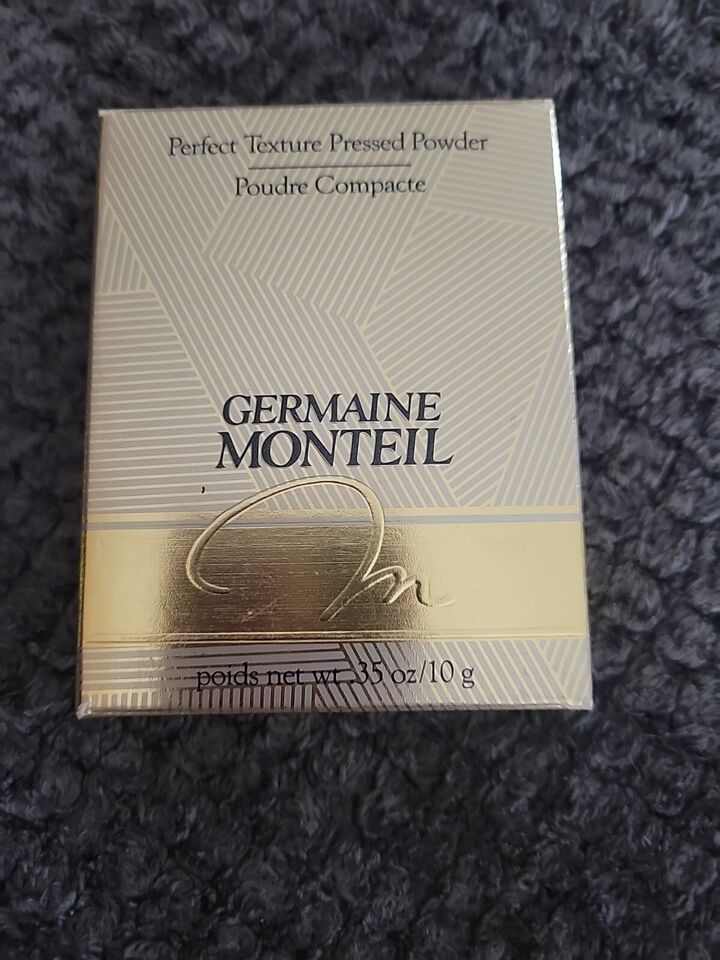 Perfect Texture Pressed Powder
Poudre Compacte
GERMAINE
MONTEIL
poids net wt .35 oz/10 g